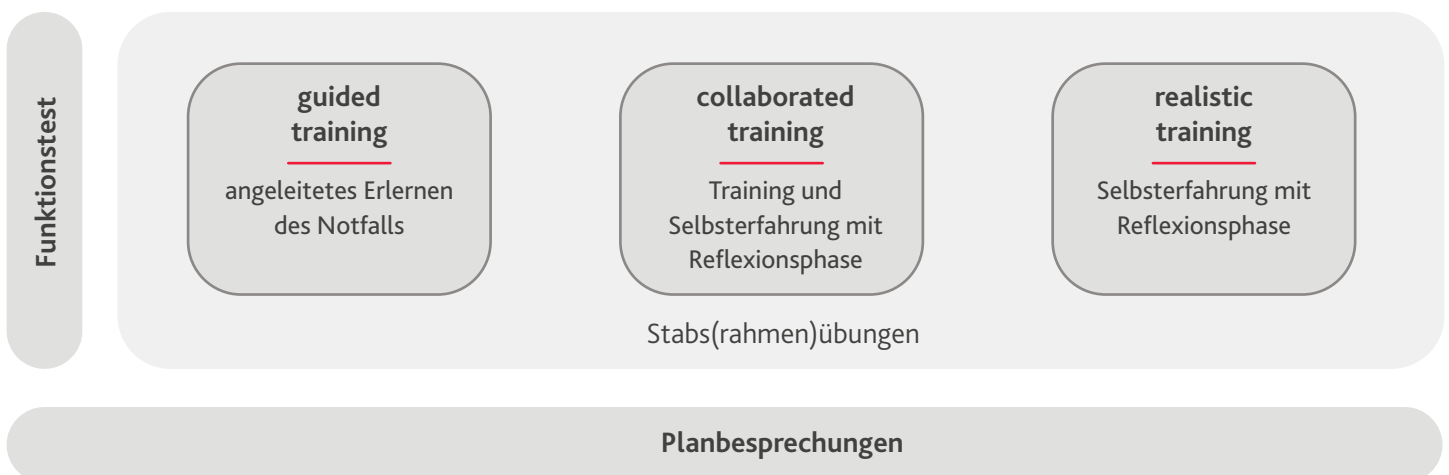 Funktionstest
guided
training
angeleitetes Erlernen
des Notfalls
collaborated
training
Training und
Selbsterfahrung mit
Reflexionsphase
realistic
training
Selbsterfahrung mit
Reflexionsphase
Stabs(rahmen)übungen
Planbesprechungen